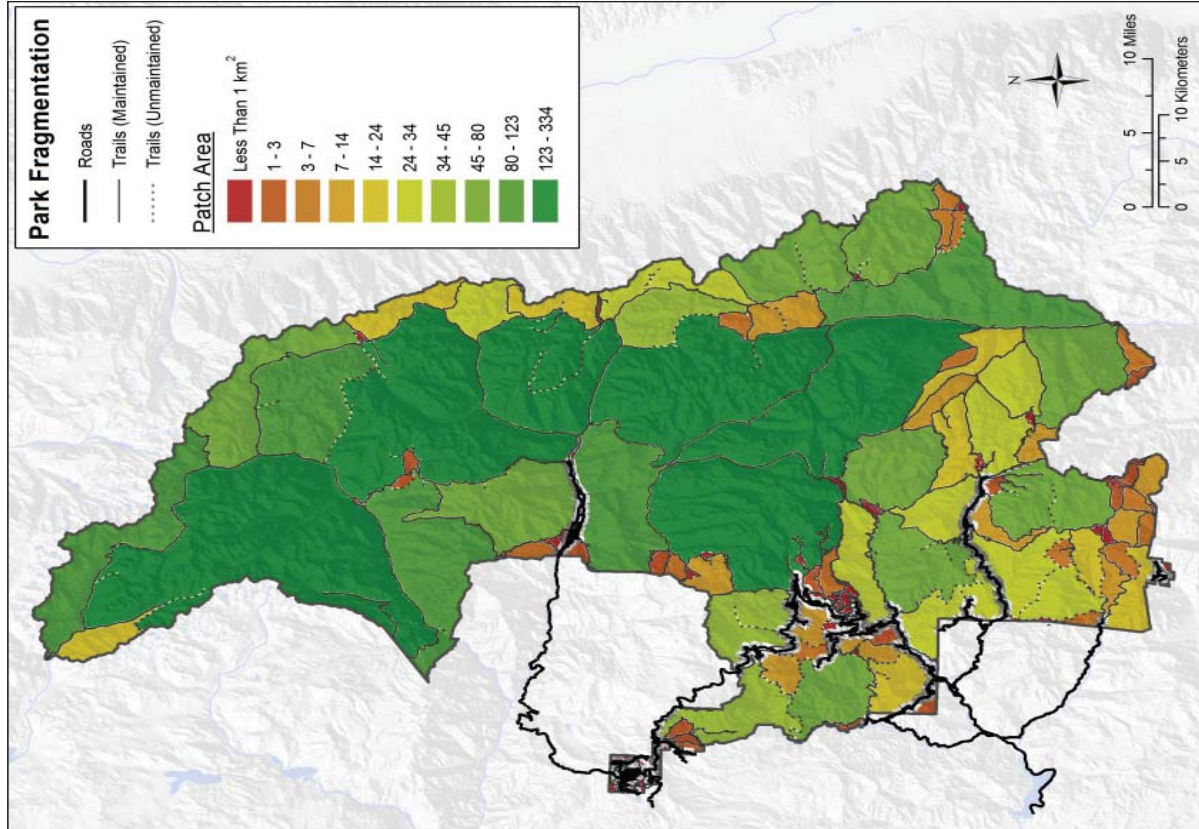 Park Fragmentation
Roads
Trails (Maintained)
Trails (Unmaintained)
Patch Area
Less Than 1 km²
1 - 3
3 - 7
7 - 14
14 - 24
24 - 34
34 - 45
45 - 80
80 - 123
123 - 334
N
0 5 10 Miles
0 5 10 Kilometers